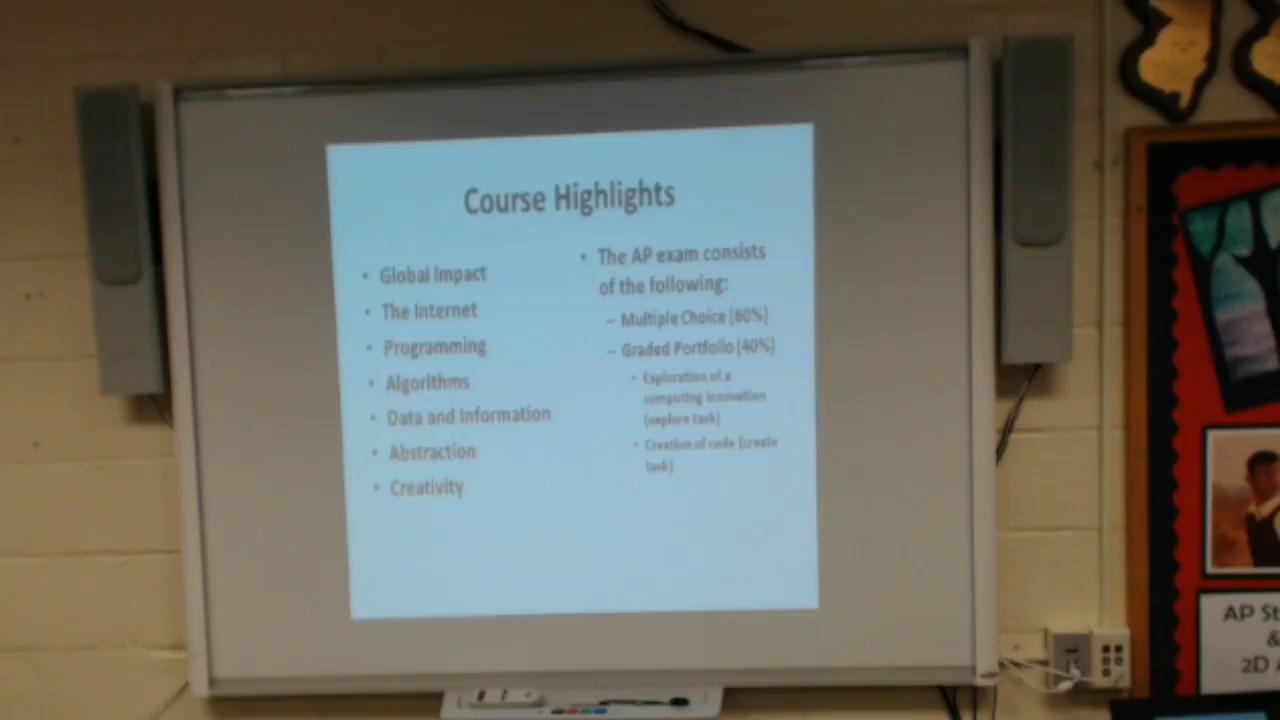 Course Highlights
• Global Impact
• The Internet
• Programming
• Algorithms
• Data and Information
• Abstraction
• Creativity
• The AP exam consists
of the following:
– Multiple Choice (60%)
– Graded Portfolio (40%)
• Exploration of a
computing innovation
(explore task)
• Creation of code (create
task)
AP St
&
2D A